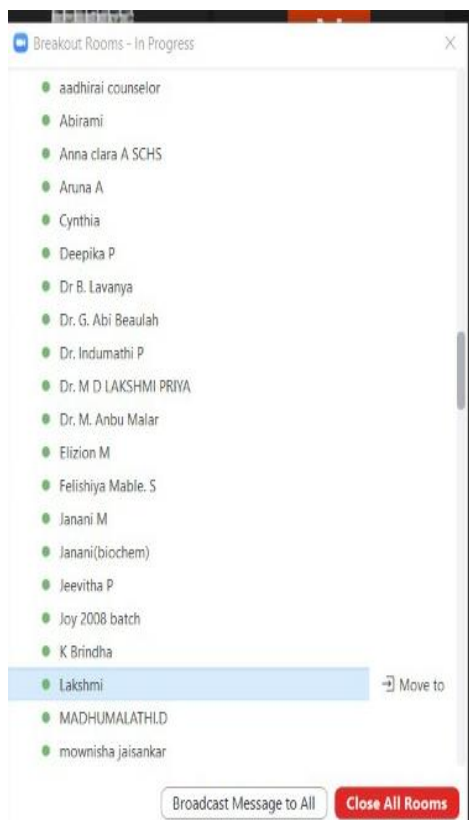 Breakout Rooms - In Progress
aadhirai counselor
Abirami
Anna clara A SCHS
Aruna A
Cynthia
Deepika P
Dr B. Lavanya
Dr. G. Abi Beaulah
Dr. Indumathi P
Dr. M D LAKSHMI PRIYA
Dr. M. Anbu Malar
Elizion M
Felishiya Mable. S
Janani M
Janani(biochem)
Jeevitha P
Joy 2008 batch
K Brindha
Lakshmi Move to
MADHUMALATHI.D
mownisha jaisankar
Broadcast Message to All Close All Rooms